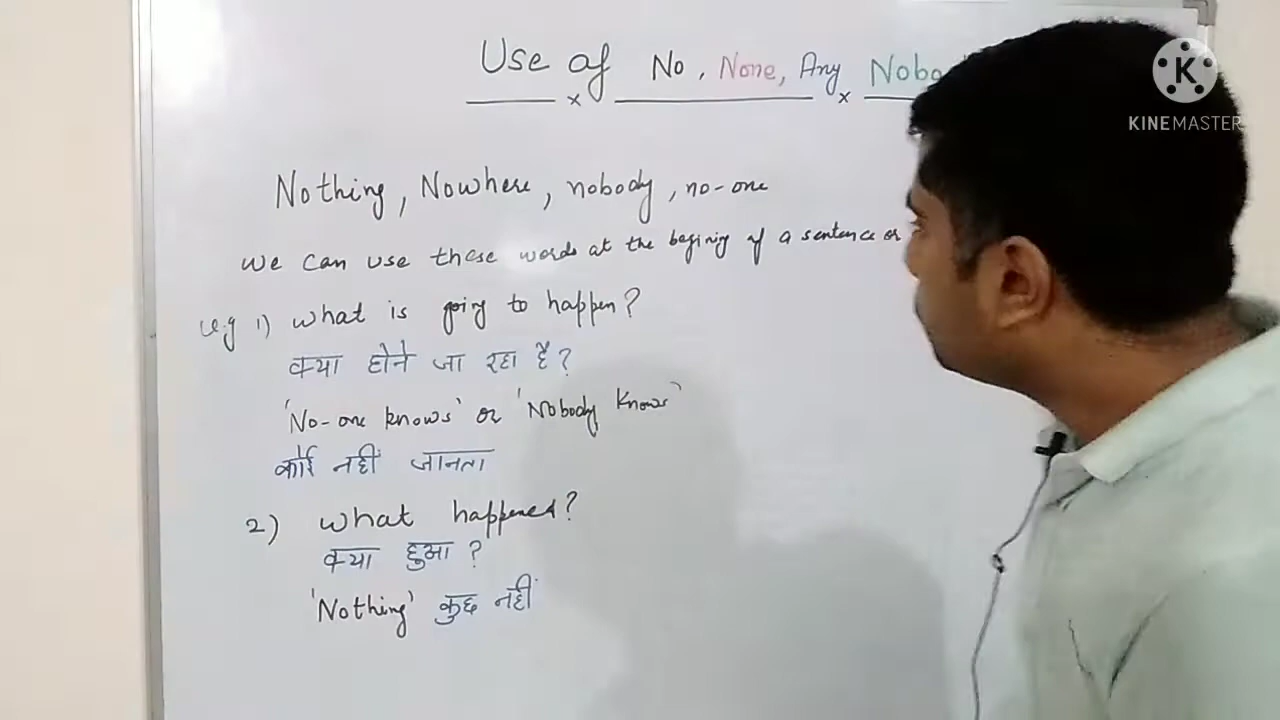 Use of No, None, Any Nobo
Nothing, Nowhere, nobody, no-one
we can use these words at the begining of a sentence or
e.g 1) what is going to happen?
क्या होने जा रहा है?
'No-one knows' or 'Nobody knows'
कोई नहीं जानता
2) what happened?
क्या हुआ?
'Nothing' कुछ नहीं
K
KINEMASTER